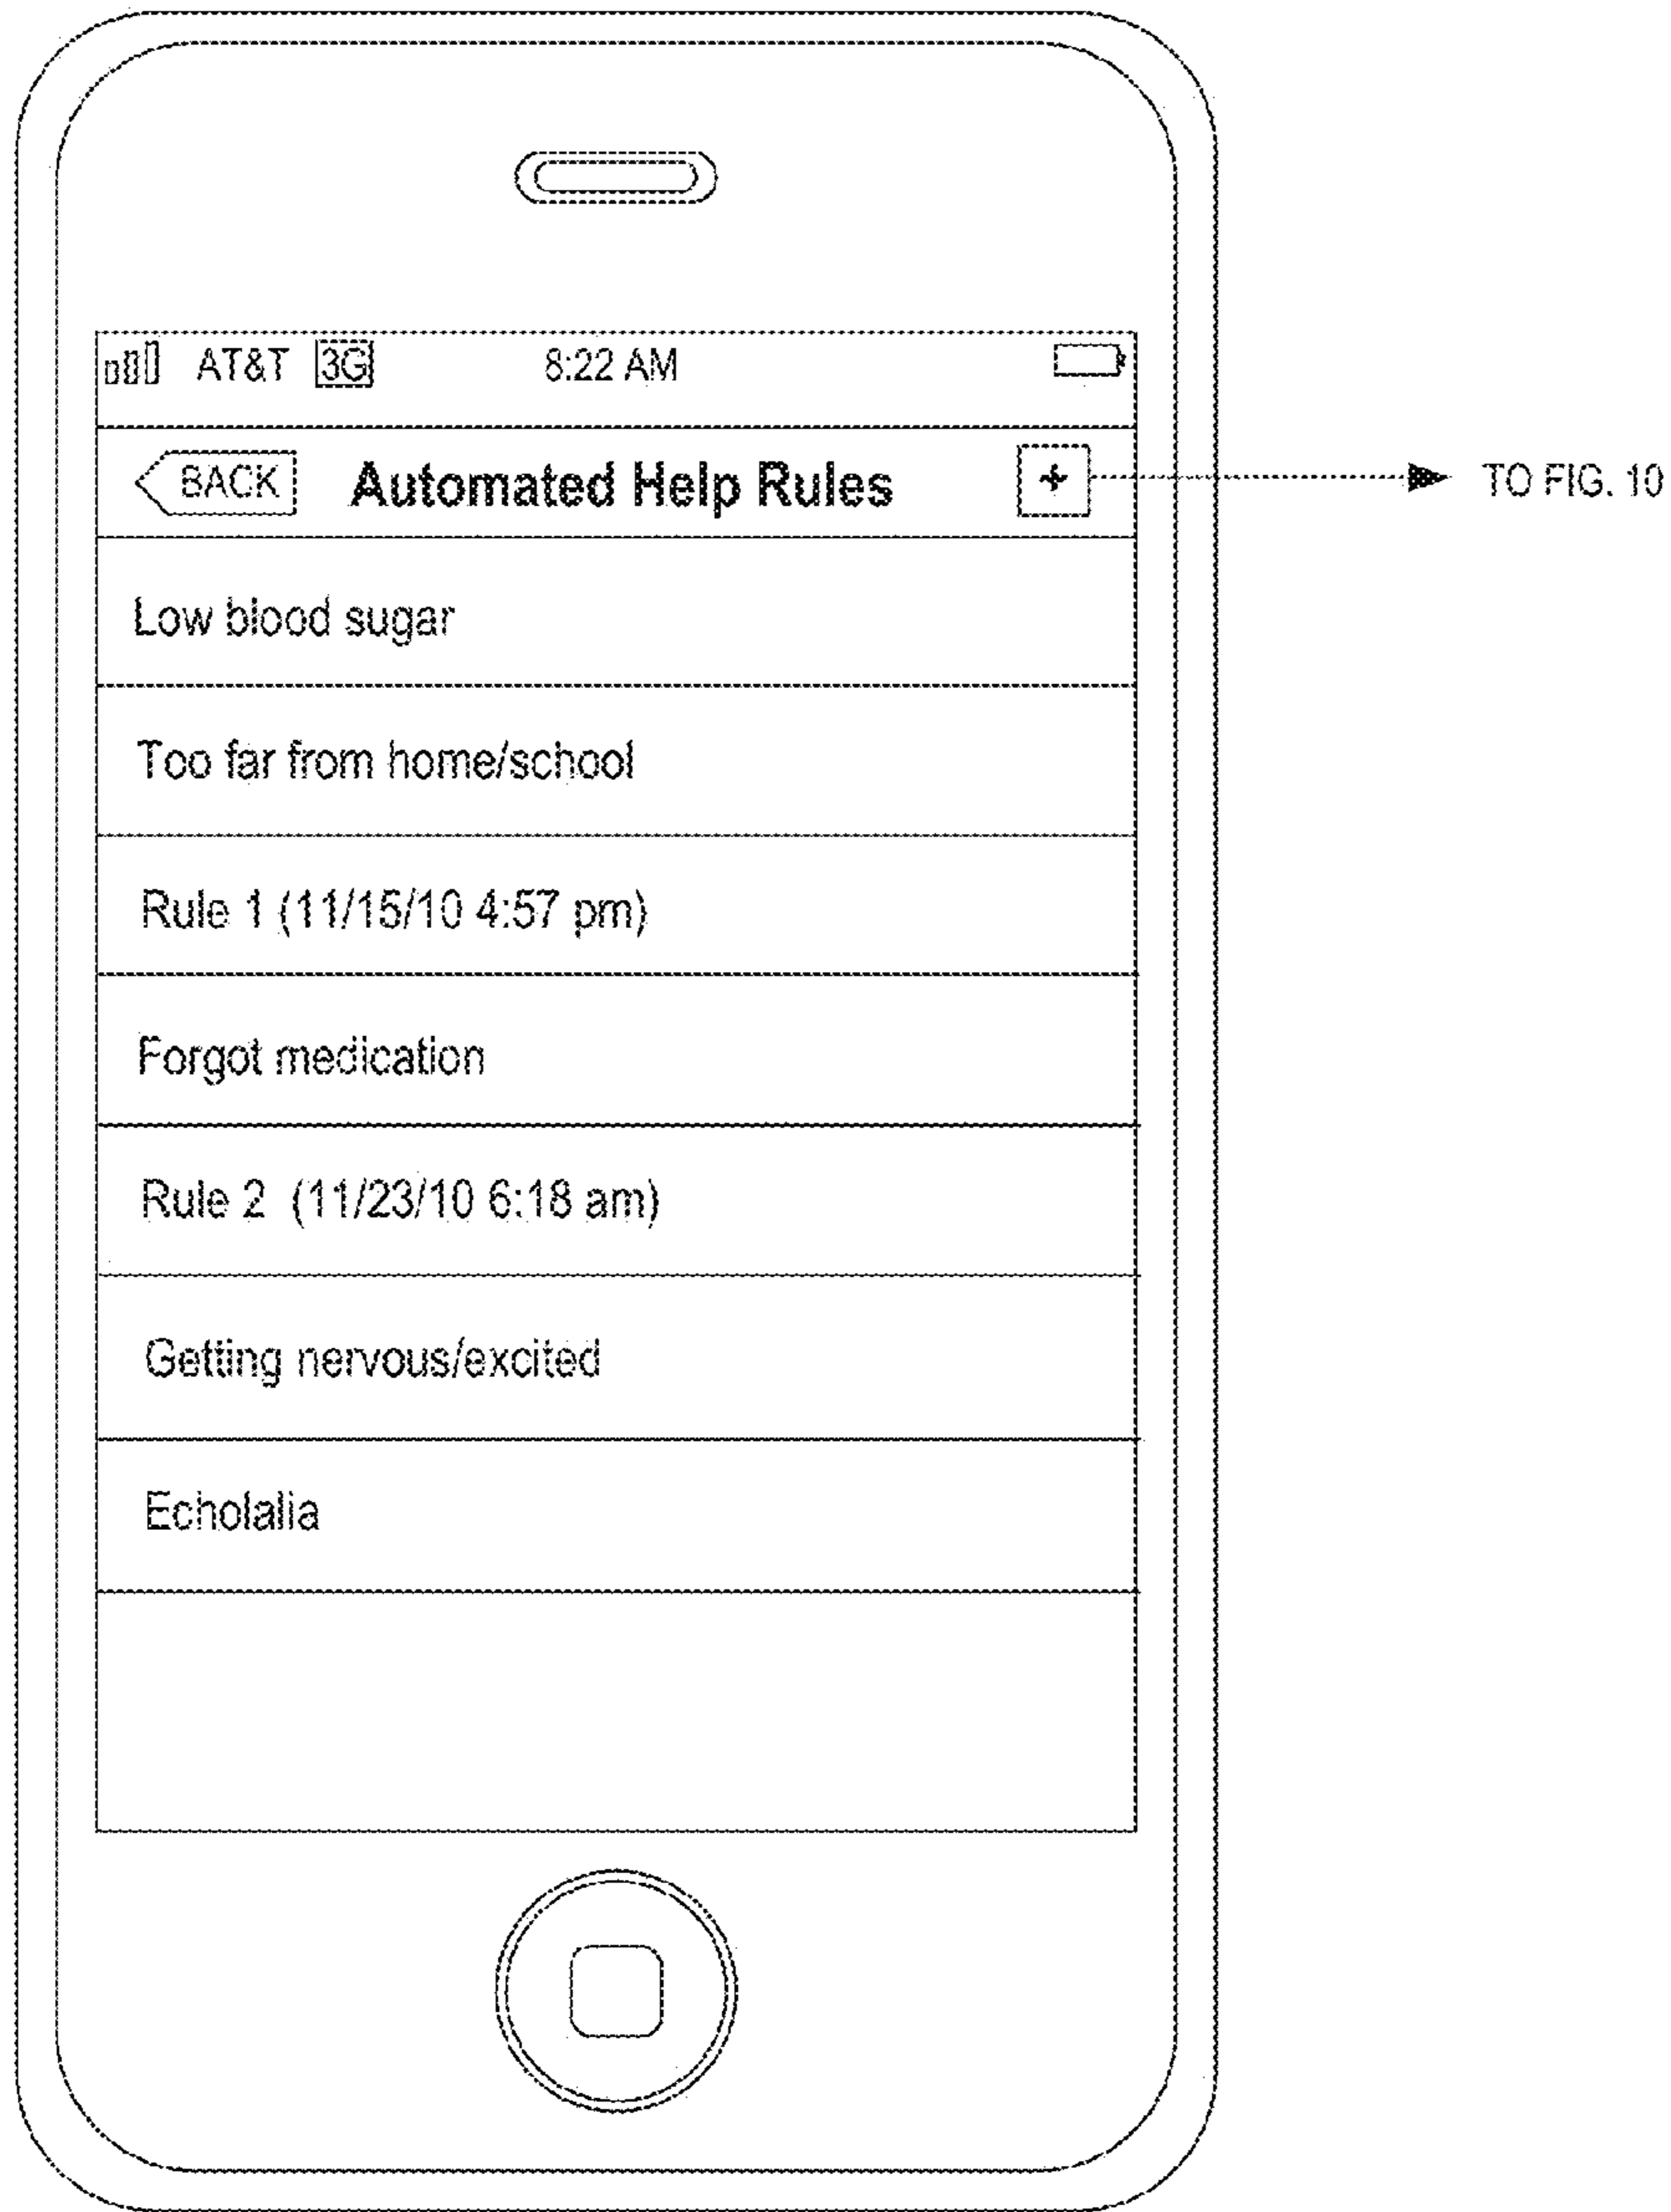 AT&T 3G 8:22 AM
BACK Automated Help Rules + TO FIG. 10
Low blood sugar
Too far from home/school
Rule 1 (11/15/10 4:57 pm)
Forgot medication
Rule 2 (11/23/10 6:18 am)
Getting nervous/excited
Echolalia